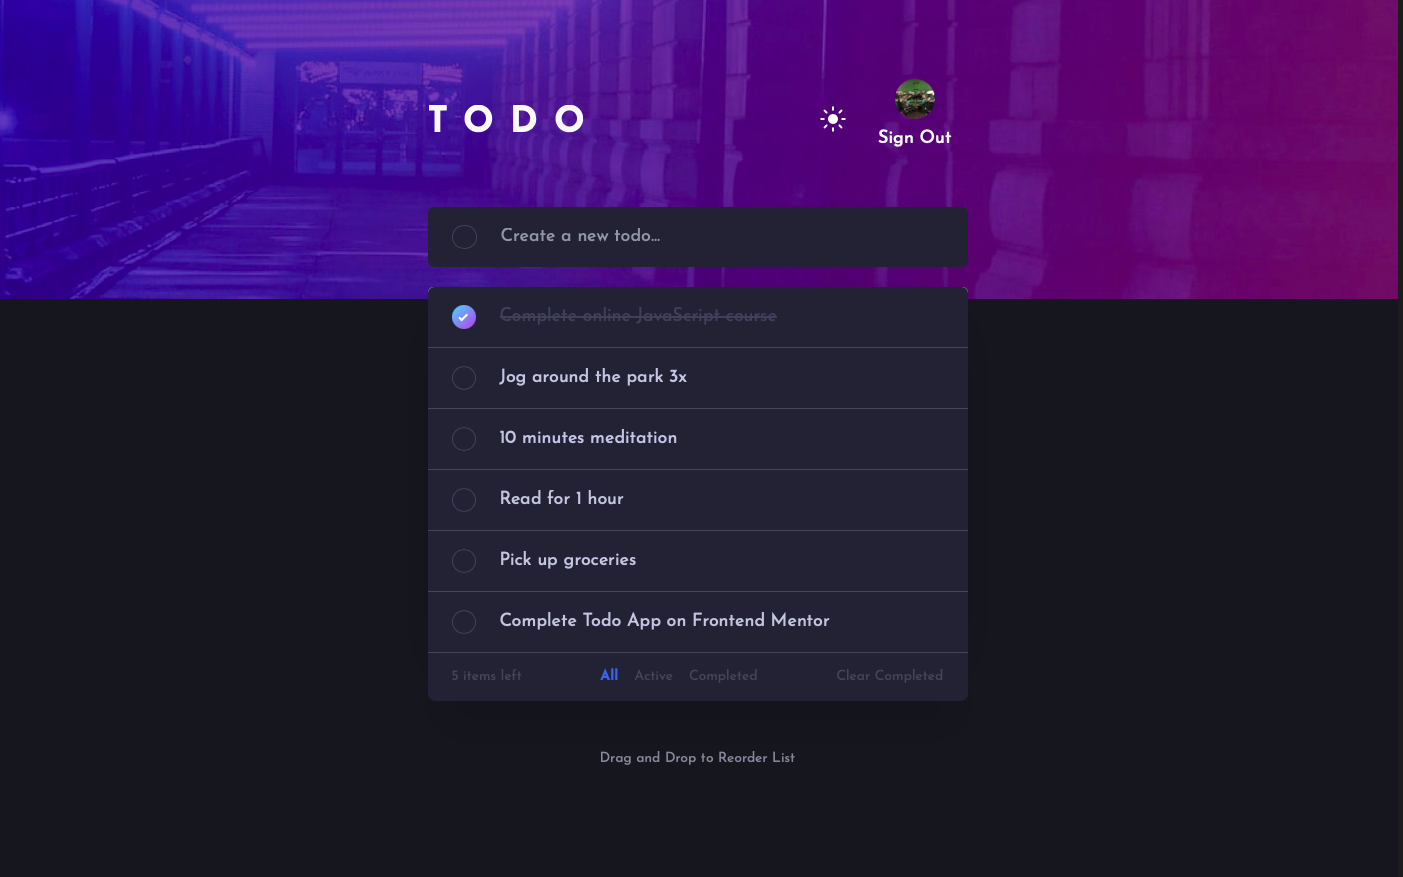 TODO
Sign Out
Create a new todo...
Complete online JavaScript course
Jog around the park 3x
10 minutes meditation
Read for 1 hour
Pick up groceries
Complete Todo App on Frontend Mentor
5 items left All Active Completed Clear Completed
Drag and Drop to Reorder List